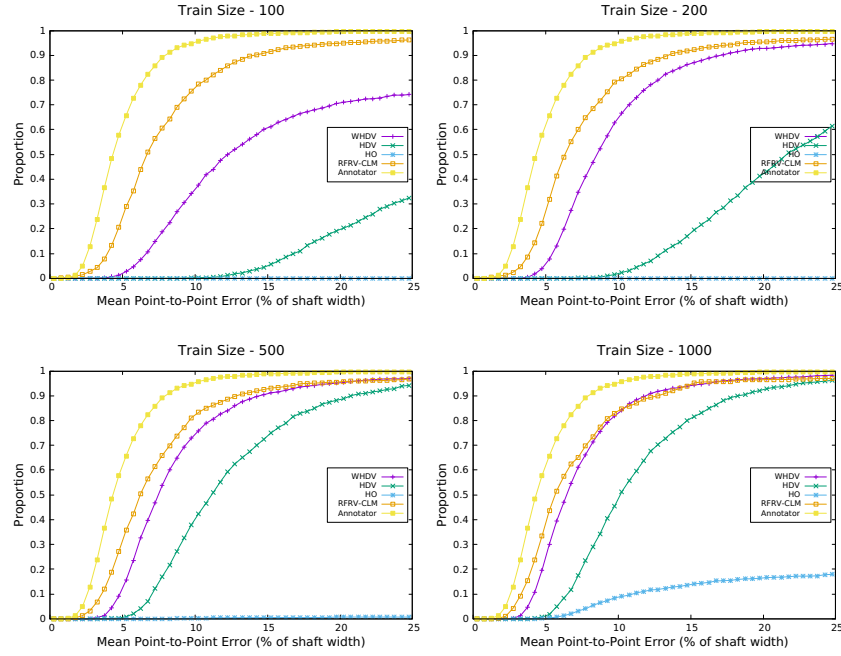 Train Size - 100
Proportion
1
0.9
0.8
0.7
0.6
0.5
0.4
0.3
0.2
0.1
0
WHDV
HDV
HO
RFRV-CLM
Annotator
0 5 10 15 20 25
Mean Point-to-Point Error (% of shaft width)
Train Size - 200
Proportion
1
0.9
0.8
0.7
0.6
0.5
0.4
0.3
0.2
0.1
0
WHDV
HDV
HO
RFRV-CLM
Annotator
0 5 10 15 20 25
Mean Point-to-Point Error (% of shaft width)
Train Size - 500
Proportion
1
0.9
0.8
0.7
0.6
0.5
0.4
0.3
0.2
0.1
0
WHDV
HDV
HO
RFRV-CLM
Annotator
0 5 10 15 20 25
Mean Point-to-Point Error (% of shaft width)
Train Size - 1000
Proportion
1
0.9
0.8
0.7
0.6
0.5
0.4
0.3
0.2
0.1
0
WHDV
HDV
HO
RFRV-CLM
Annotator
0 5 10 15 20 25
Mean Point-to-Point Error (% of shaft width)